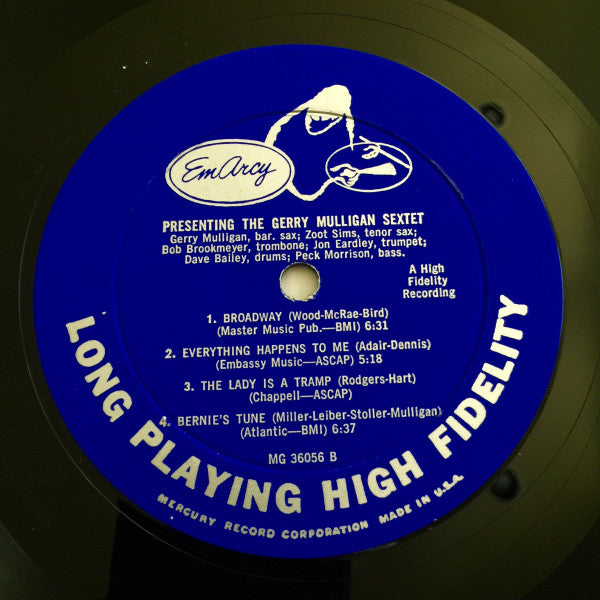 EmArcy
PRESENTING THE GERRY MULLIGAN SEXTET
Gerry Mulligan, bar. sax; Zoot Sims, tenor sax;
Bob Brookmeyer, trombone; Jon Eardley, trumpet;
Dave Bailey, drums; Peck Morrison, bass.
A High
Fidelity
Recording
1. BROADWAY (Wood-McRae-Bird)
(Master Music Pub.—BMI) 6:31
2. EVERYTHING HAPPENS TO ME (Adair-Dennis)
(Embassy Music—ASCAP) 5:18
3. THE LADY IS A TRAMP (Rodgers-Hart)
(Chappell—ASCAP)
4. BERNIE'S TUNE (Miller-Leiber-Stoller-Mulligan)
(Atlantic—BMI) 6:37
MG 36056 B
LONG PLAYING HIGH FIDELITY
MERCURY RECORD CORPORATION MADE IN U.S.A.